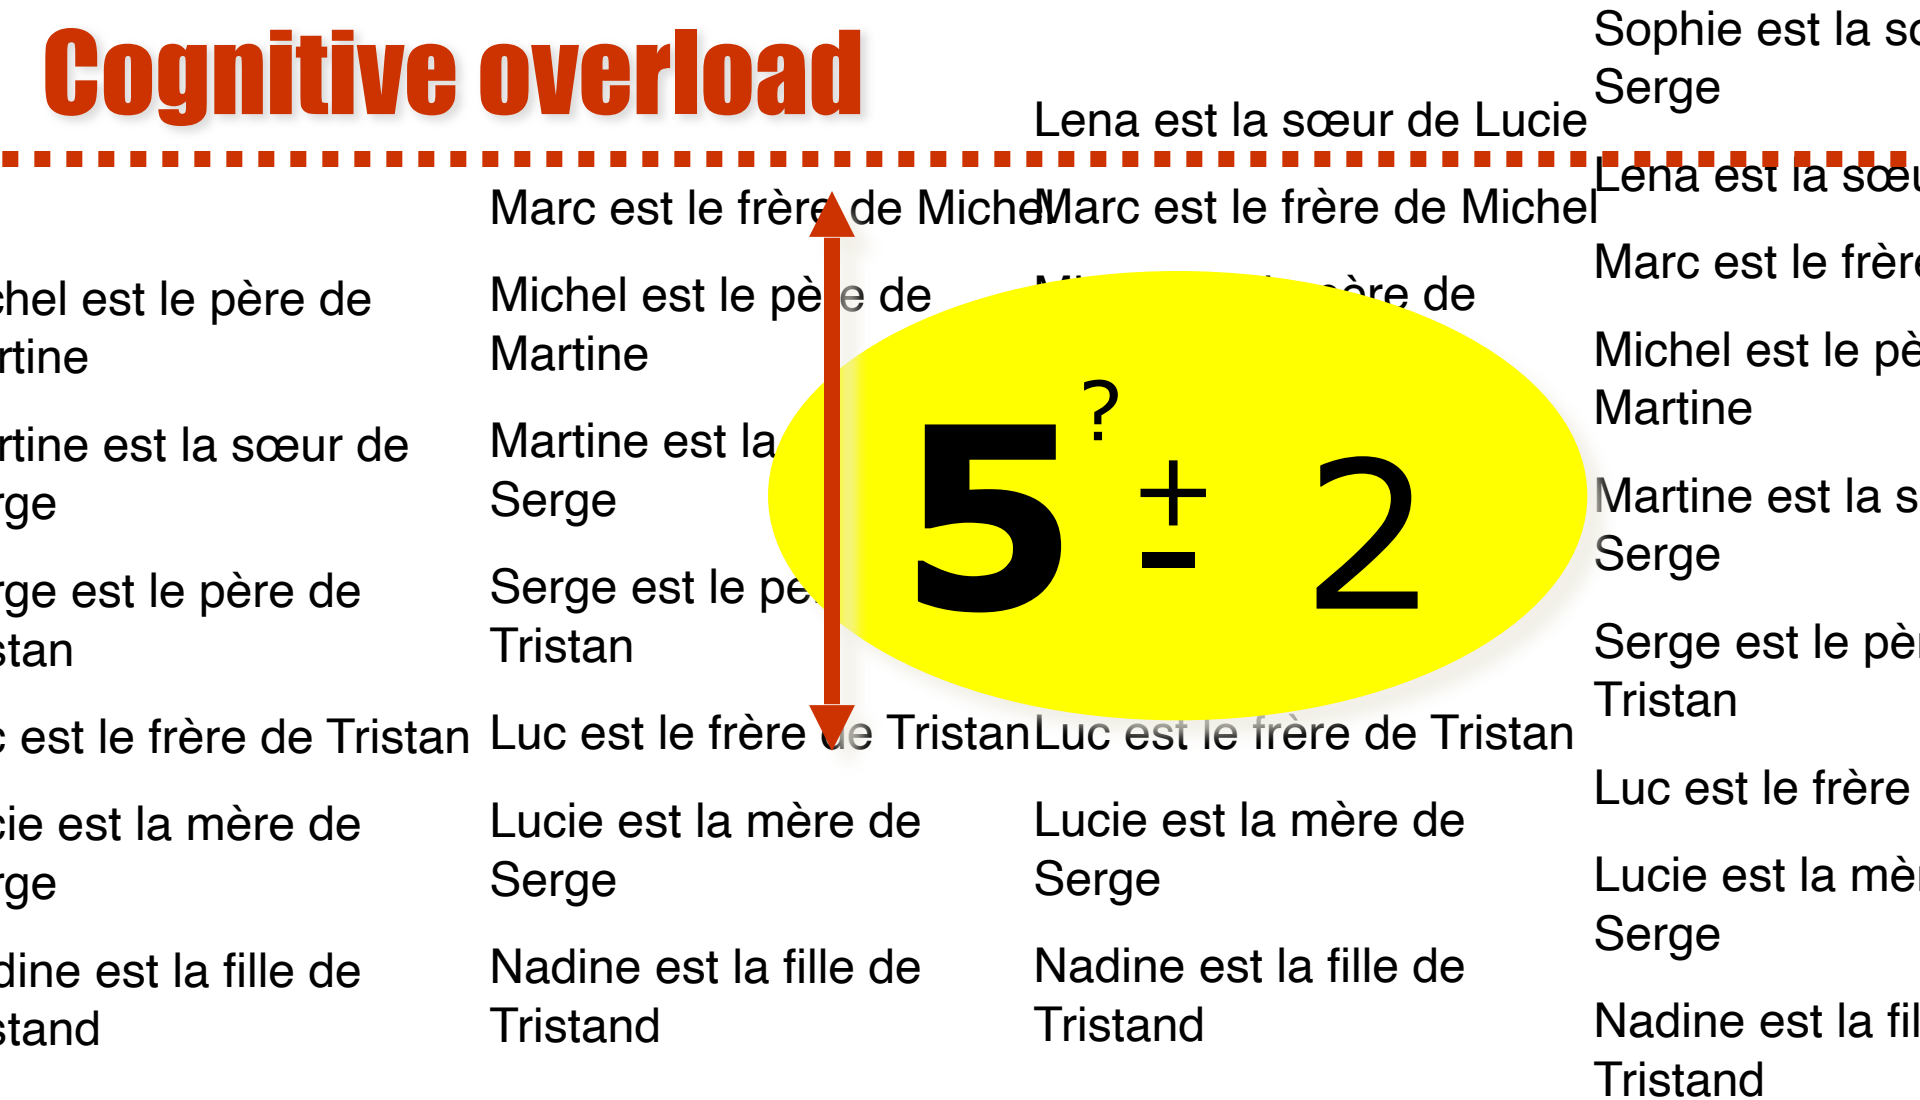 Cognitive overload
chel est le père de
rtine
rtine est la sœur de
rge
rge est le père de
stan
c est le frère de Tristan
cie est la mère de
rge
dine est la fille de
stand
Marc est le frère de Michel
Michel est le père de
Martine
Martine est la
Serge
Serge est le pè
Tristan
Luc est le frère de Tristan
Lucie est la mère de
Serge
Nadine est la fille de
Tristand
Lena est la sœur de Lucie
Marc est le frère de Michel
père de
5 ? + - 2
Luc est le frère de Tristan
Lucie est la mère de
Serge
Nadine est la fille de
Tristand
Sophie est la so
Serge
Lena est la sœu
Marc est le frère
Michel est le pè
Martine
Martine est la s
Serge
Serge est le pèr
Tristan
Luc est le frère
Lucie est la mèr
Serge
Nadine est la fil
Tristand